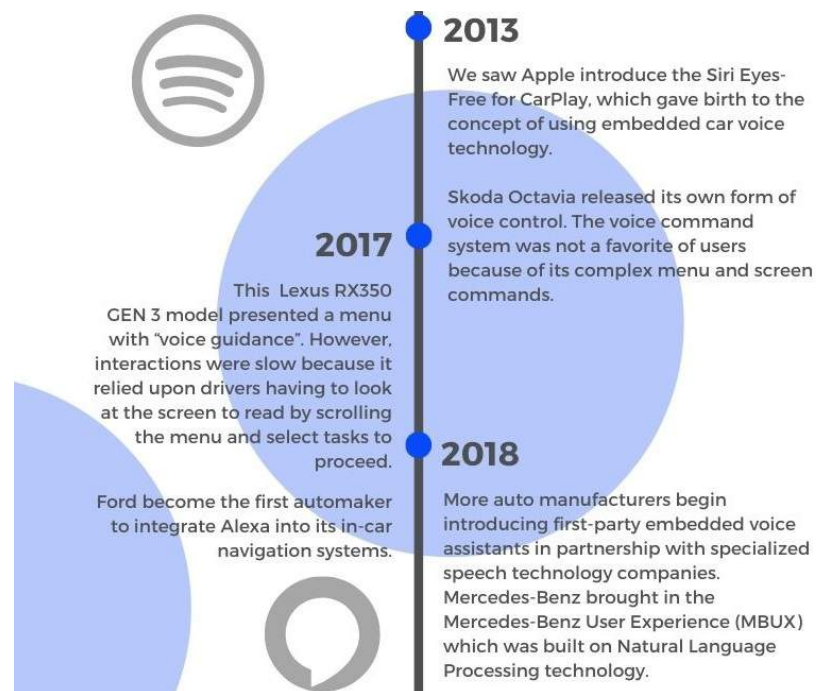 2013
We saw Apple introduce the Siri Eyes-
Free for CarPlay, which gave birth to the
concept of using embedded car voice
technology.
Skoda Octavia released its own form of
voice control. The voice command
system was not a favorite of users
because of its complex menu and screen
commands.
2017
This Lexus RX350
GEN 3 model presented a menu
with “voice guidance”. However,
interactions were slow because it
relied upon drivers having to look
at the screen to read by scrolling
the menu and select tasks to
proceed.
Ford become the first automaker
to integrate Alexa into its in-car
navigation systems.
2018
More auto manufacturers begin
introducing first-party embedded voice
assistants in partnership with specialized
speech technology companies.
Mercedes-Benz brought in the
Mercedes-Benz User Experience (MBUX)
which was built on Natural Language
Processing technology.